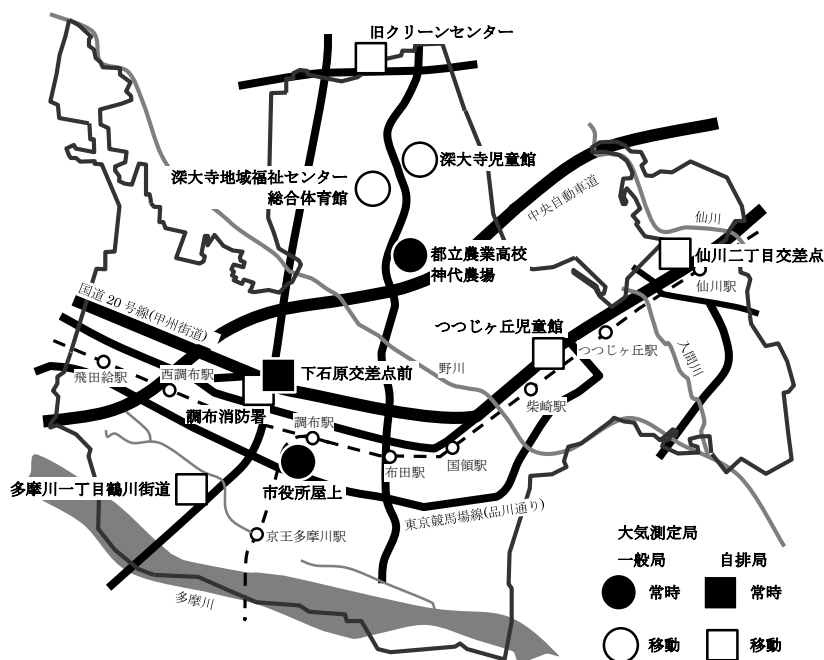 旧クリーンセンター
深大寺児童館
深大寺地域福祉センター
総合体育館
中央自動車道
仙川
都立農業高校
神代農場
仙川二丁目交差点
仙川駅
国道20号線(甲州街道)
つつじヶ丘児童館
つつじヶ丘駅
入間川
野川
下石原交差点前
飛田給駅
西調布駅
柴崎駅
調布消防署
調布駅
布田駅
国領駅
多摩川一丁目鶴川街道
市役所屋上
東京競馬場線(品川通り)
京王多摩川駅
多摩川
大気測定局
一般局 自排局
常時 常時
移動 移動